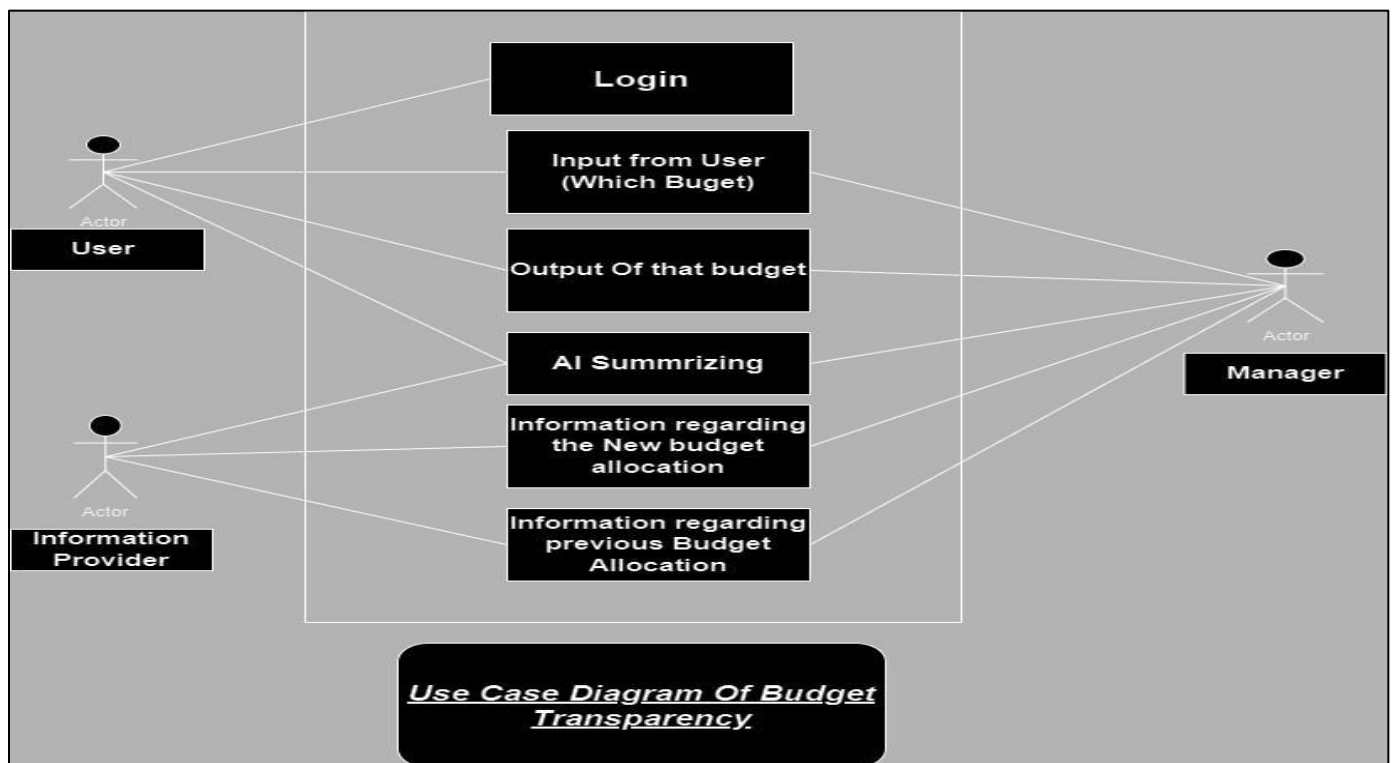 Login
Input from User
(Which Buget)
Actor
User
Output Of that budget
Actor
Manager
AI Summrizing
Information regarding
the New budget
allocation
Actor
Information
Provider
Information regarding
previous Budget
Allocation
Use Case Diagram Of Budget
Transparency